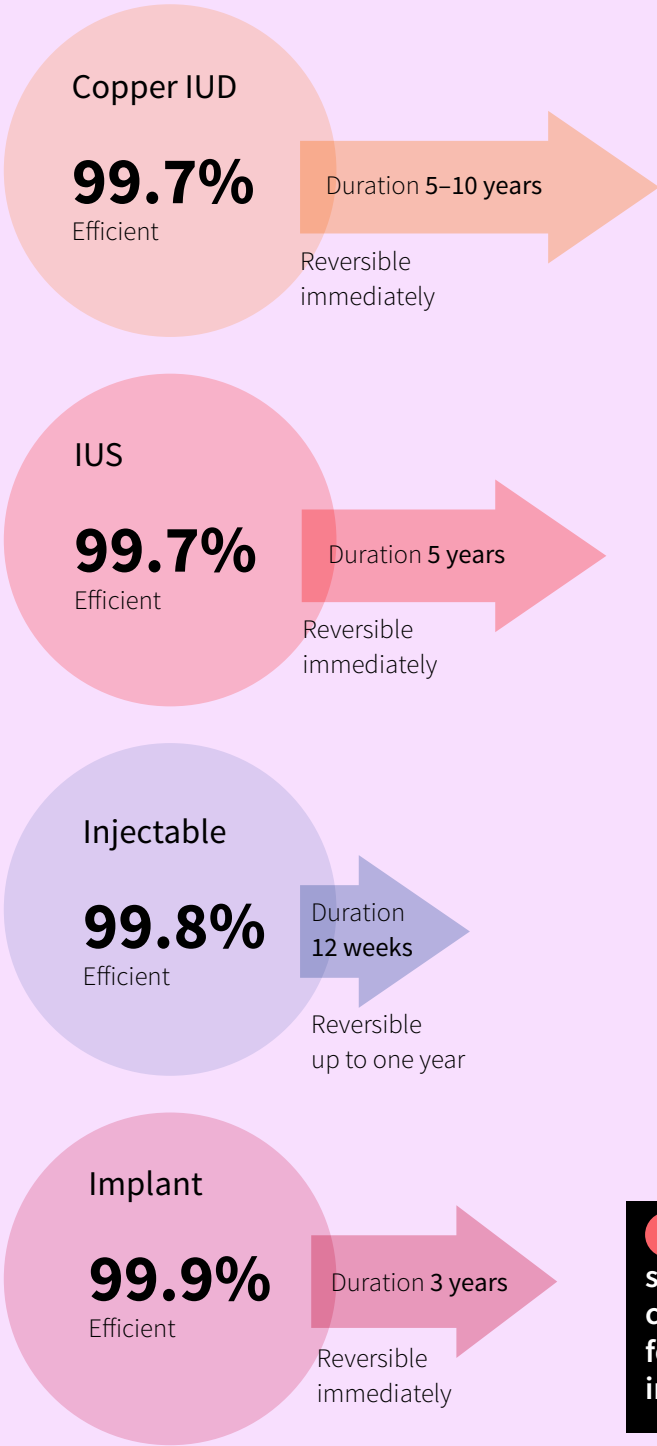 Copper IUD
99.7%
Efficient
Duration 5–10 years
Reversible
immediately
IUS
99.7%
Efficient
Duration 5 years
Reversible
immediately
Injectable
99.8%
Efficient
Duration
12 weeks
Reversible
up to one year
Implant
99.9%
Efficient
Duration 3 years
Reversible
immediately